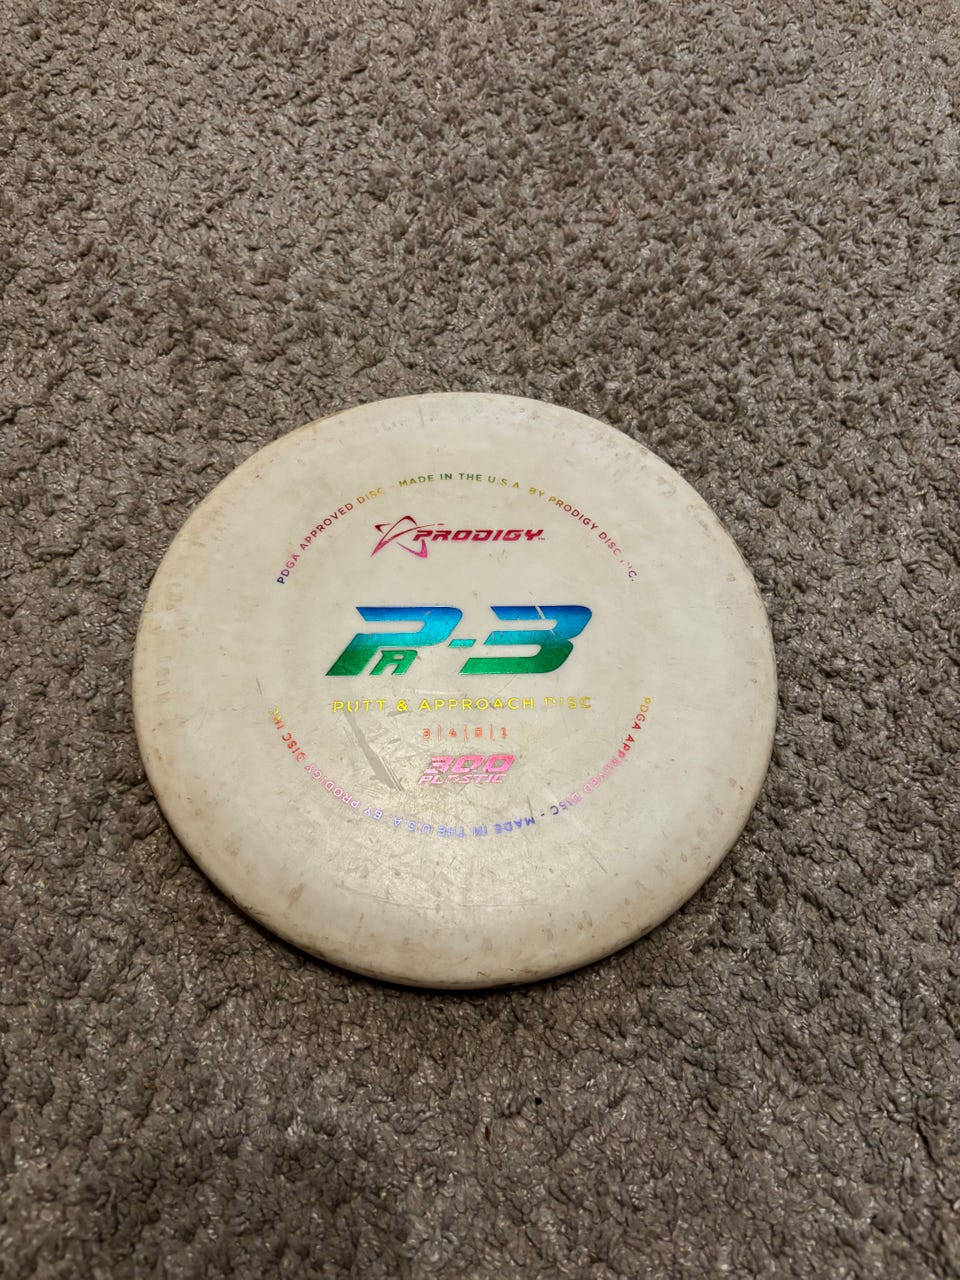 PDGA APPROVED DISC - MADE IN THE U.S.A. BY PRODIGY DISC, INC.
PRODIGY
PA-3
PUTT & APPROACH DISC
3|4|0|1
300
PLASTIC
PDGA APPROVED DISC - MADE IN THE U.S.A. BY PRODIGY DISC INC.